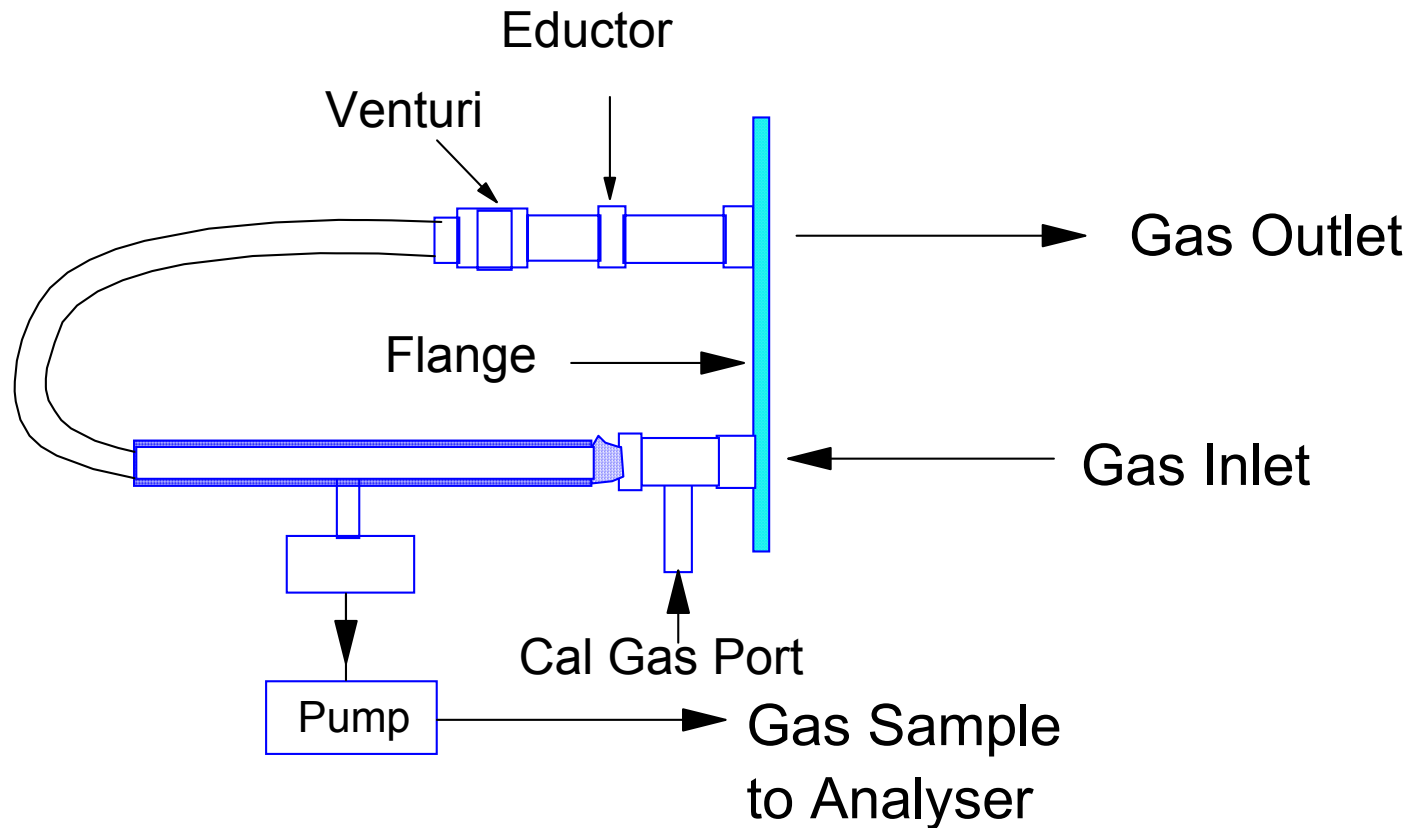 Eductor
Venturi
Gas Outlet
Flange
Gas Inlet
Cal Gas Port
Pump
Gas Sample
to Analyser